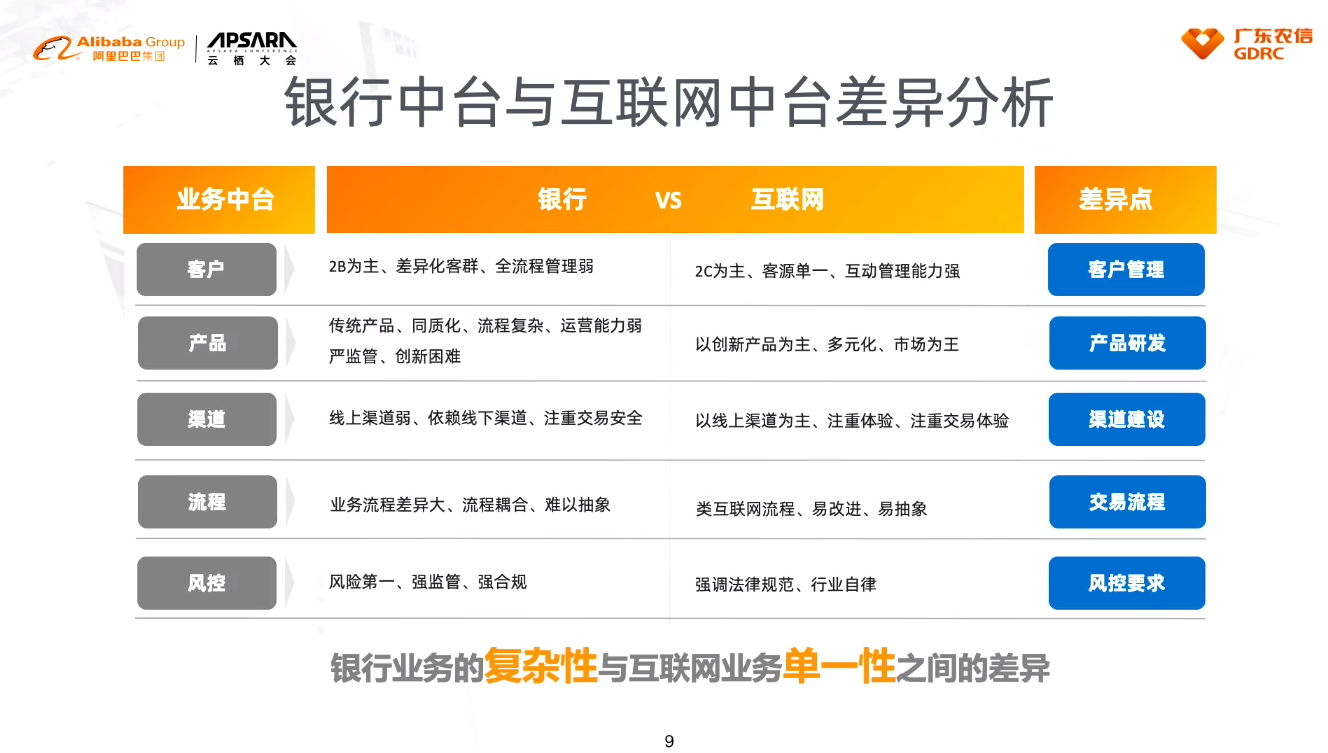 Alibaba Group
阿里巴巴集团
APSARA
APSARA CONFERENCE
云栖大会
广东农信
GDRC
银行中台与互联网中台差异分析
业务中台
银行 VS 互联网
差异点
客户
2B为主、差异化客群、全流程管理弱
2C为主、客源单一、互动管理能力强
客户管理
产品
传统产品、同质化、流程复杂、运营能力弱
严监管、创新困难
以创新产品为主、多元化、市场为王
产品研发
渠道
线上渠道弱、依赖线下渠道、注重交易安全
以线上渠道为主、注重体验、注重交易体验
渠道建设
流程
业务流程差异大、流程耦合、难以抽象
类互联网流程、易改进、易抽象
交易流程
风控
风险第一、强监管、强合规
强调法律规范、行业自律
风控要求
银行业务的复杂性与互联网业务单一性之间的差异
9